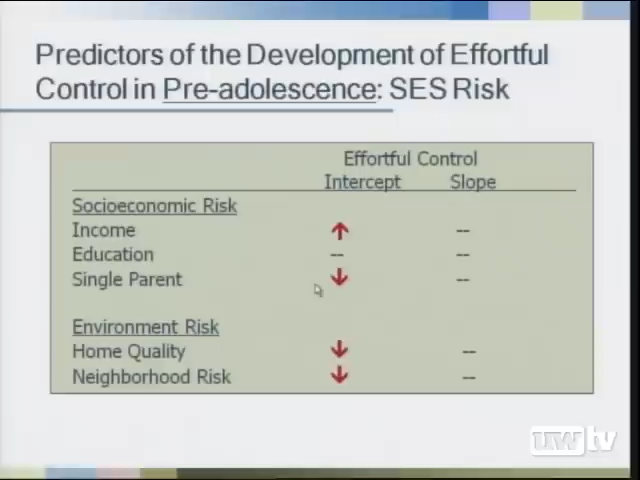 Predictors of the Development of Effortful
Control in Pre-adolescence: SES Risk
Effortful Control
Intercept Slope
Socioeconomic Risk
Income ↑ --
Education -- --
Single Parent ↓ --
Environment Risk
Home Quality ↓ --
Neighborhood Risk ↓ --
uwtv